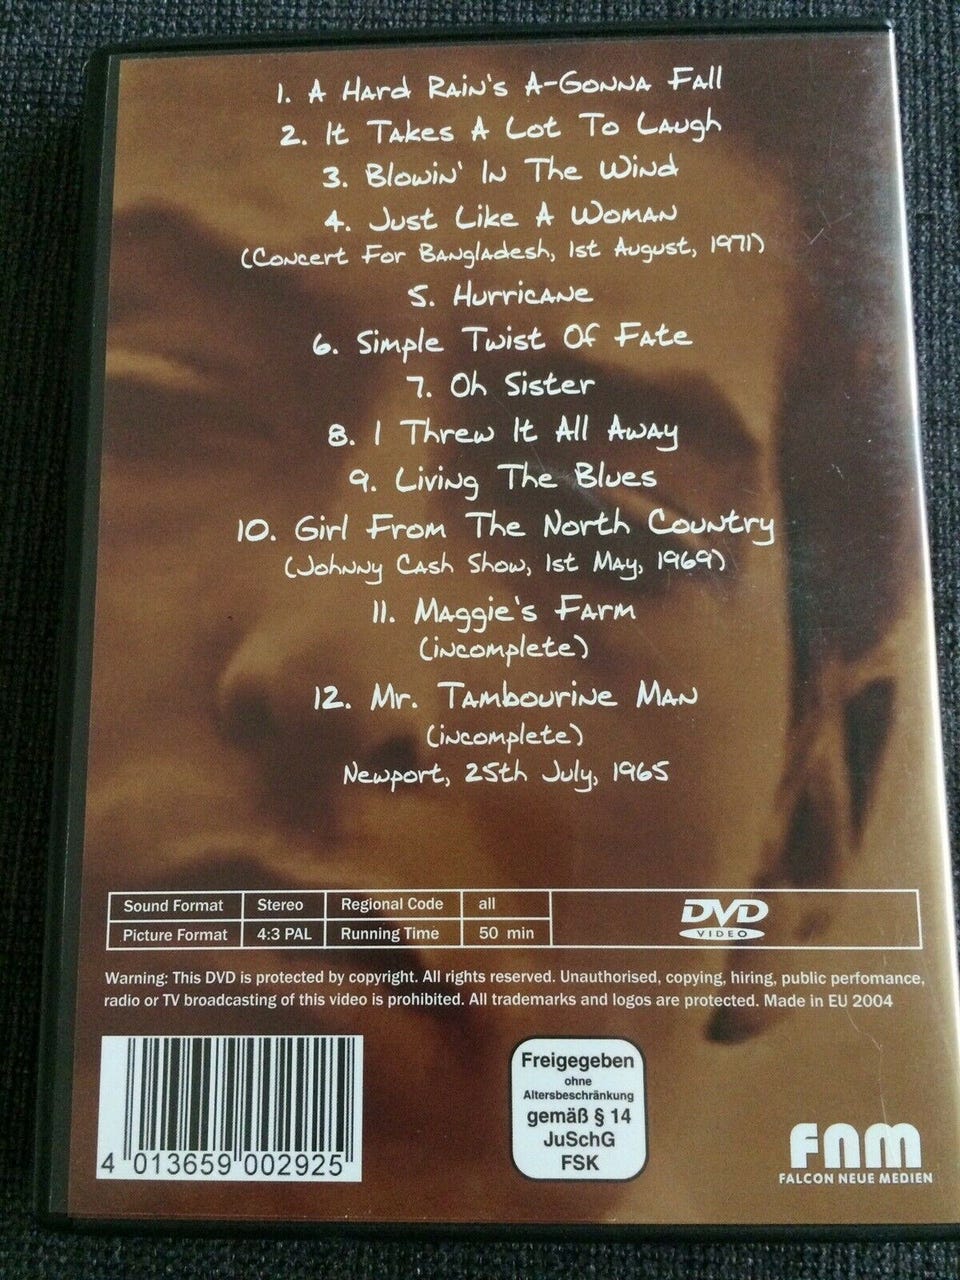 1. A Hard Rain's A-Gonna Fall
2. It Takes A Lot To Laugh
3. Blowin' In The Wind
4. Just Like A Woman
(Concert For Bangladesh, 1st August, 1971)
5. Hurricane
6. Simple Twist Of Fate
7. Oh Sister
8. I Threw It All Away
9. Living The Blues
10. Girl From The North Country
(Johnny Cash Show, 1st May, 1969)
11. Maggie's Farm
(incomplete)
12. Mr. Tambourine Man
(incomplete)
Newport, 25th July, 1965
Sound Format Stereo Regional Code all
Picture Format 4:3 PAL Running Time 50 min
DVD
VIDEO
Warning: This DVD is protected by copyright. All rights reserved. Unauthorised, copying, hiring, public perfomance,
radio or TV broadcasting of this video is prohibited. All trademarks and logos are protected. Made in EU 2004
4 013659 002925
Freigegeben
ohne
Altersbeschränkung
gemäß § 14
JuSchG
FSK
fnm
FALCON NEUE MEDIEN